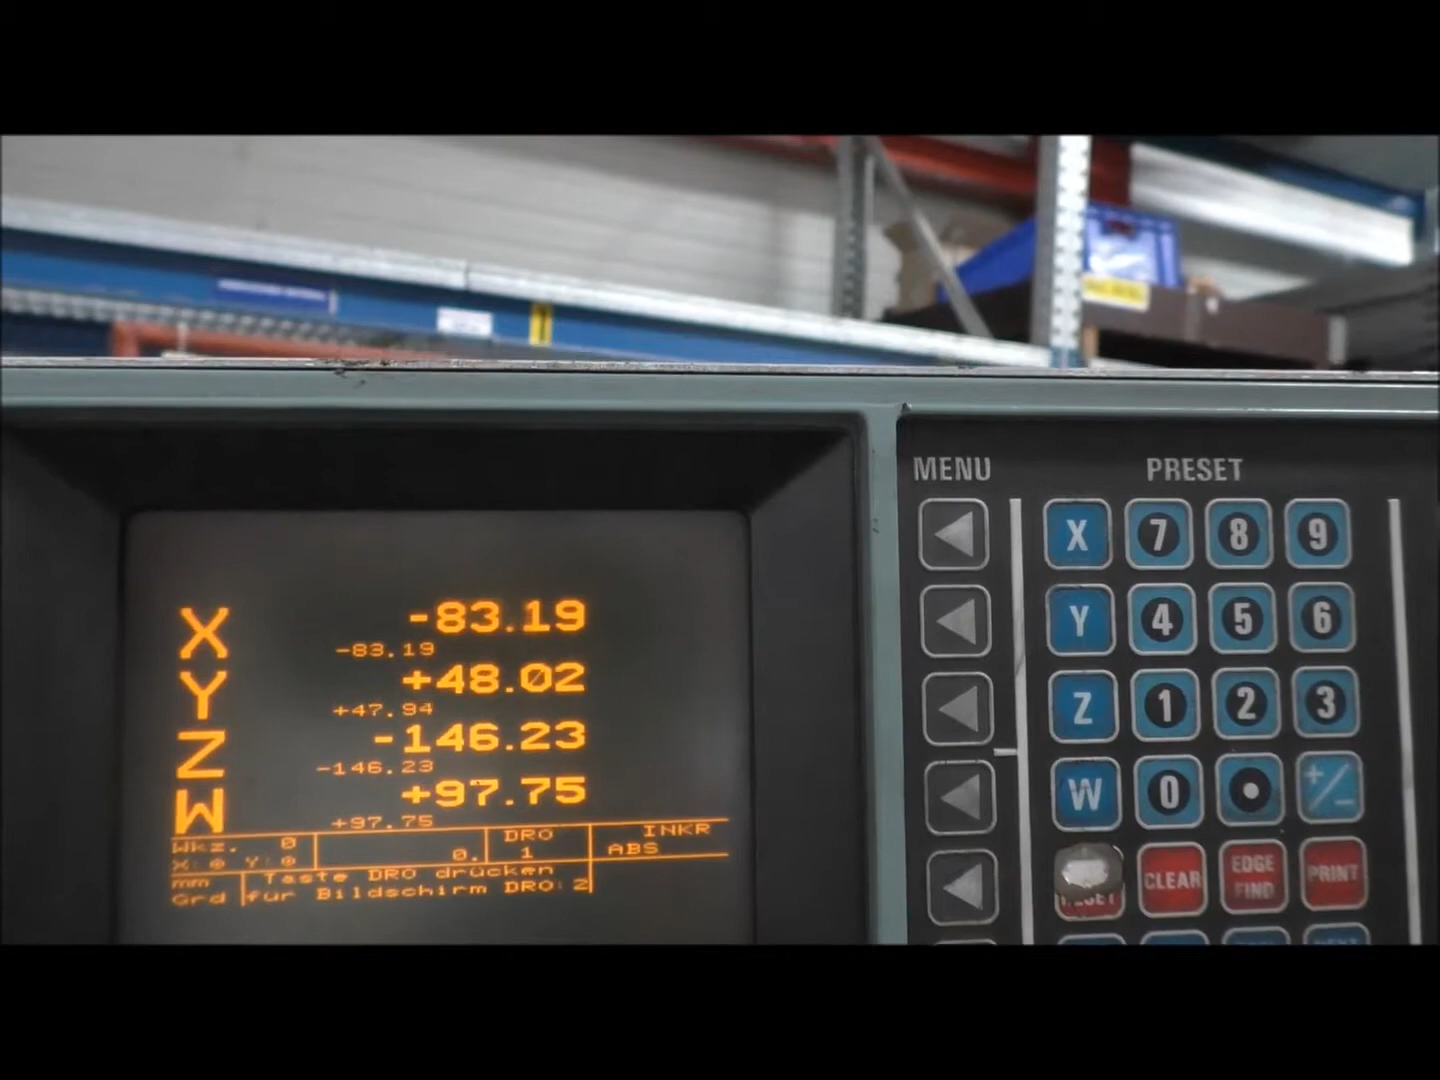 MENU PRESET
X 7 8 9
Y 4 5 6
Z 1 2 3
W 0 • +/-
RESET CLEAR EDGE FIND PRINT
X -83.19
-83.19
Y +48.02
+47.94
Z -146.23
-146.23
W +97.75
+97.75
Wkz. 0 DRO INKR
X: ⊕ Y: ⊕ 0. 1 ABS
mm Taste DRO drücken
Grd für Bildschirm DRO: 2